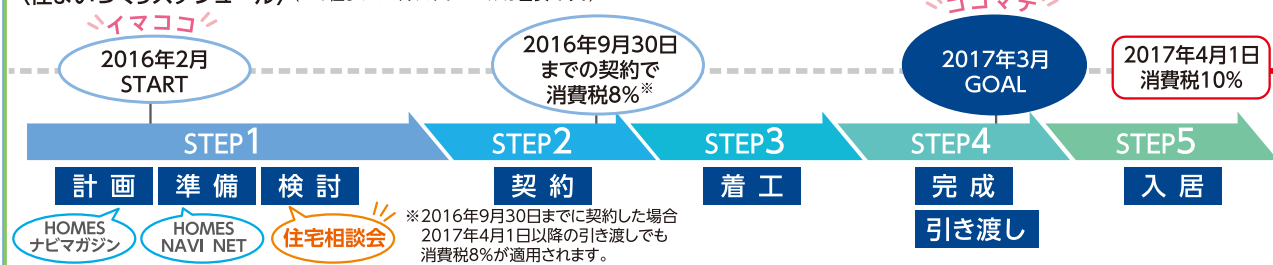 イマココ
ココマデ
2016年2月
START
2016年9月30日
までの契約で
消費税8%※
2017年3月
GOAL
2017年4月1日
消費税10%
STEP1
STEP2
STEP3
STEP4
STEP5
計画
準備
検討
契約
着工
完成
引き渡し
入居
HOMES
ナビマガジン
HOMES
NAVI NET
住宅相談会
※2016年9月30日までに契約した場合
2017年4月1日以降の引き渡しでも
消費税8%が適用されます。